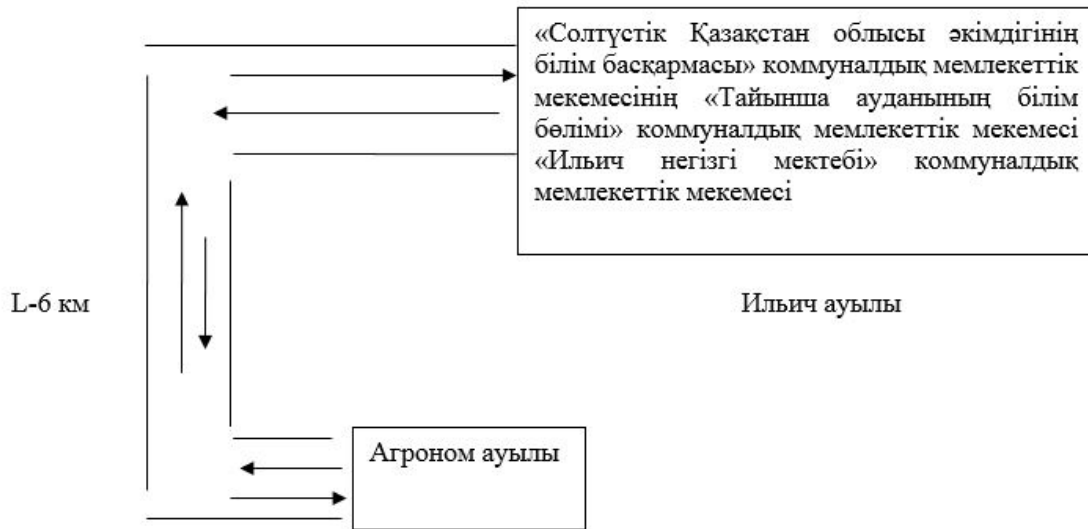 «Солтүстік Қазақстан облысы әкімдігінің
білім басқармасы» коммуналдық мемлекеттік
мекемесінің «Тайынша ауданының білім
бөлімі» коммуналдық мемлекеттік мекемесі
«Ильич негізгі мектебі» коммуналдық
мемлекеттік мекемесі
L-6 км
Ильич ауылы
Агроном ауылы